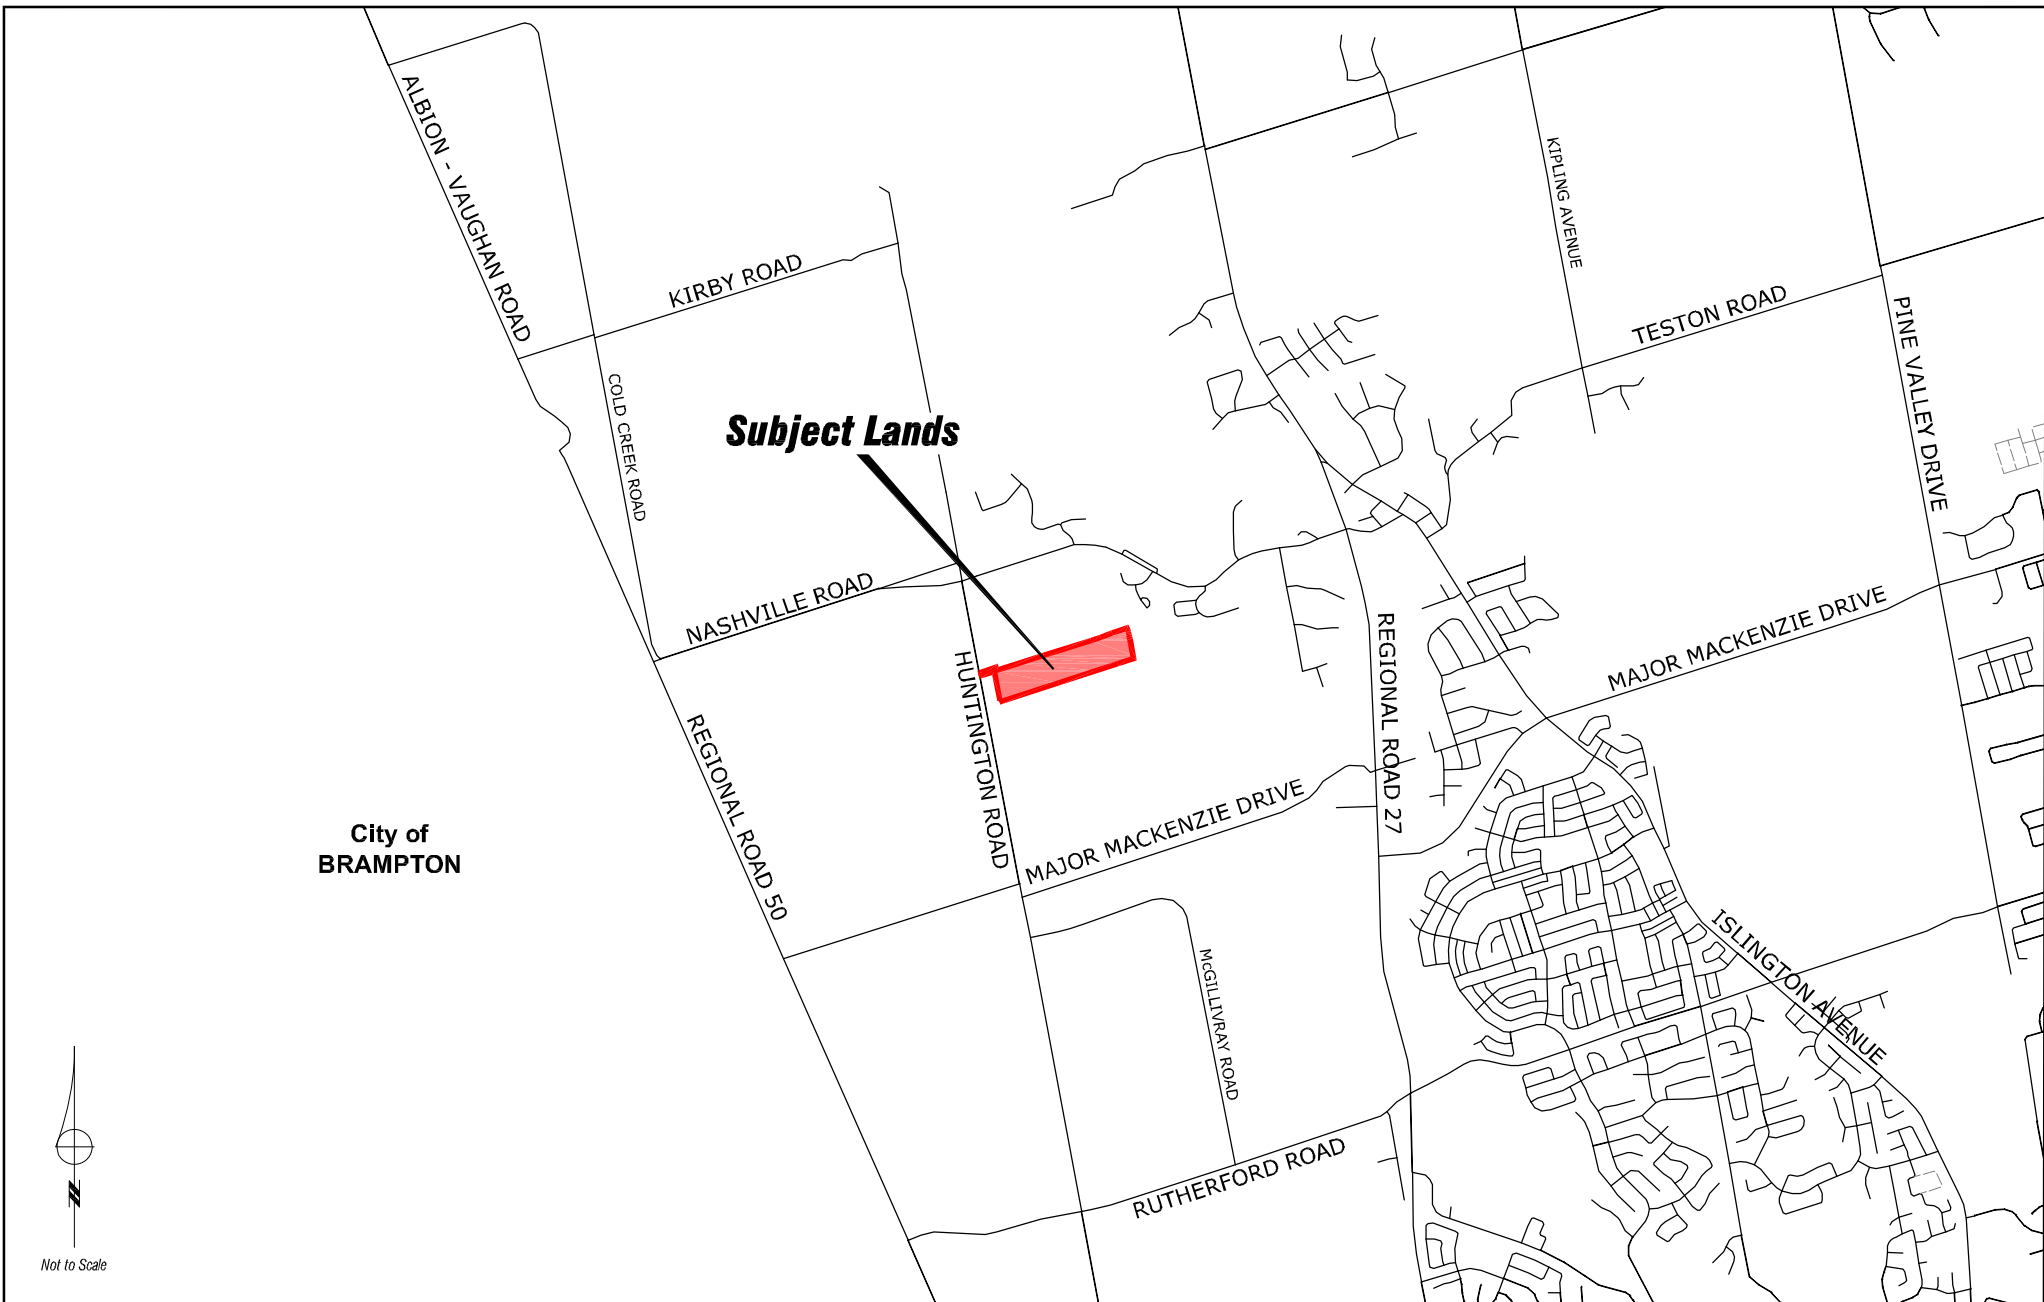 ALBION - VAUGHAN ROAD
KIPLING AVENUE
KIRBY ROAD
TESTON ROAD
PINE VALLEY DRIVE
COLD CREEK ROAD
Subject Lands
NASHVILLE ROAD
MAJOR MACKENZIE DRIVE
REGIONAL ROAD 27
HUNTINGTON ROAD
REGIONAL ROAD 50
MAJOR MACKENZIE DRIVE
City of
BRAMPTON
ISLINGTON AVENUE
McGILLIVRAY ROAD
RUTHERFORD ROAD
N
Not to Scale